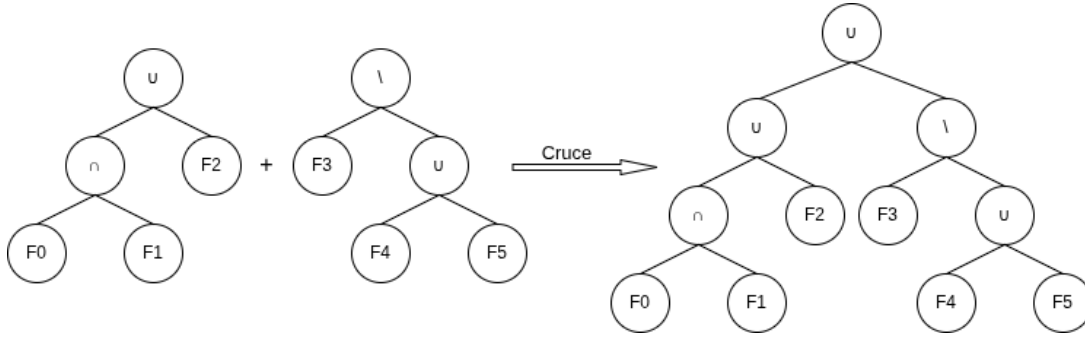 ∪
∪ \
∪ \
∩ F2 + F3 ∪
Cruce
∩ F2 F3 ∪
F0 F1 F4 F5
F0 F1 F4 F5